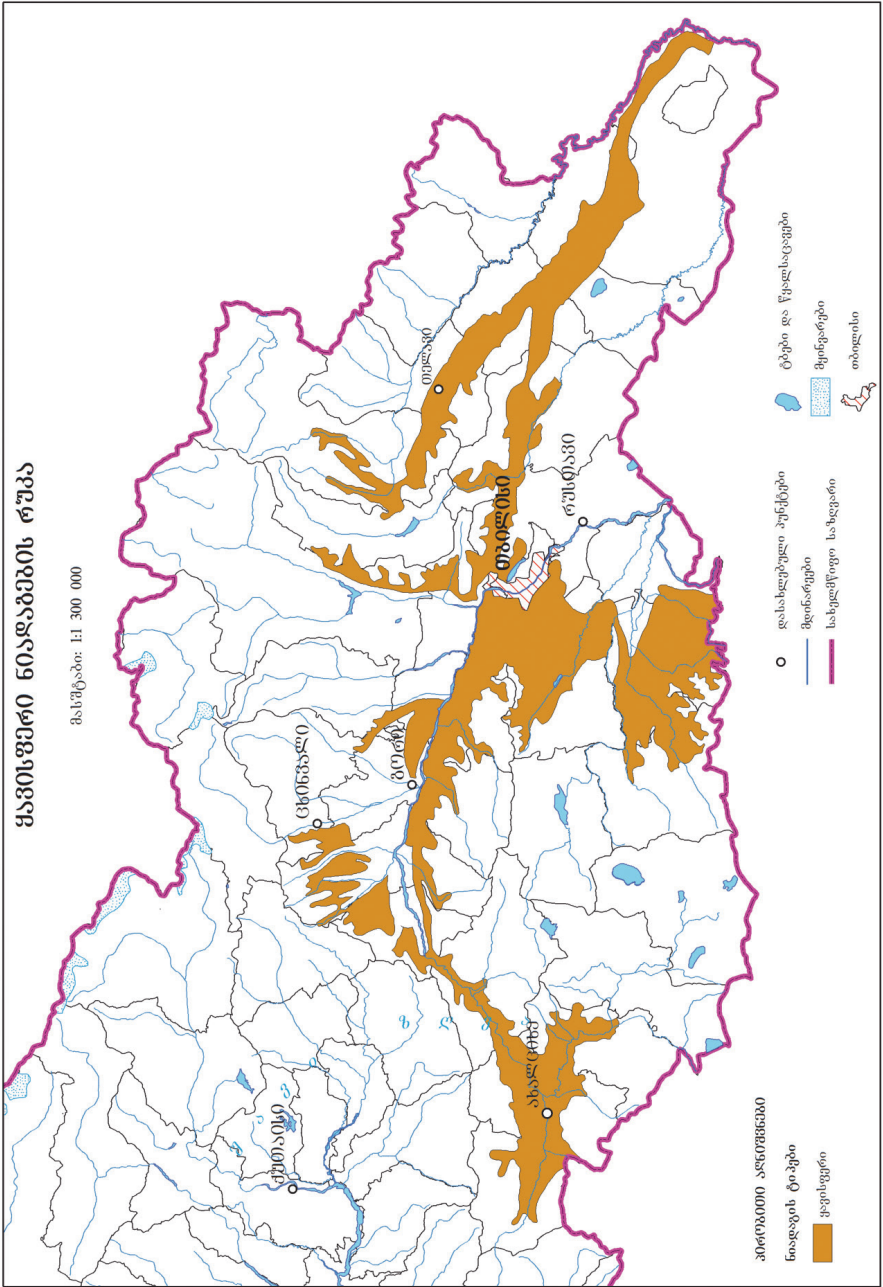 ყავისფერი ნიადაგების რუკა
მასშტაბი: 1:1 300 000
ქუთაისი
ცხინვალი
გორი
თელავი
ახალციხე
თბილისი
რუსთავი
პირობითი აღნიშვნები
ნიადაგის ტიპები
ყავისფერი
დასახლებული პუნქტები
მდინარეები
სახელმწიფო საზღვარი
ტბები და წყალსაცავები
მყინვარები
თბილისი